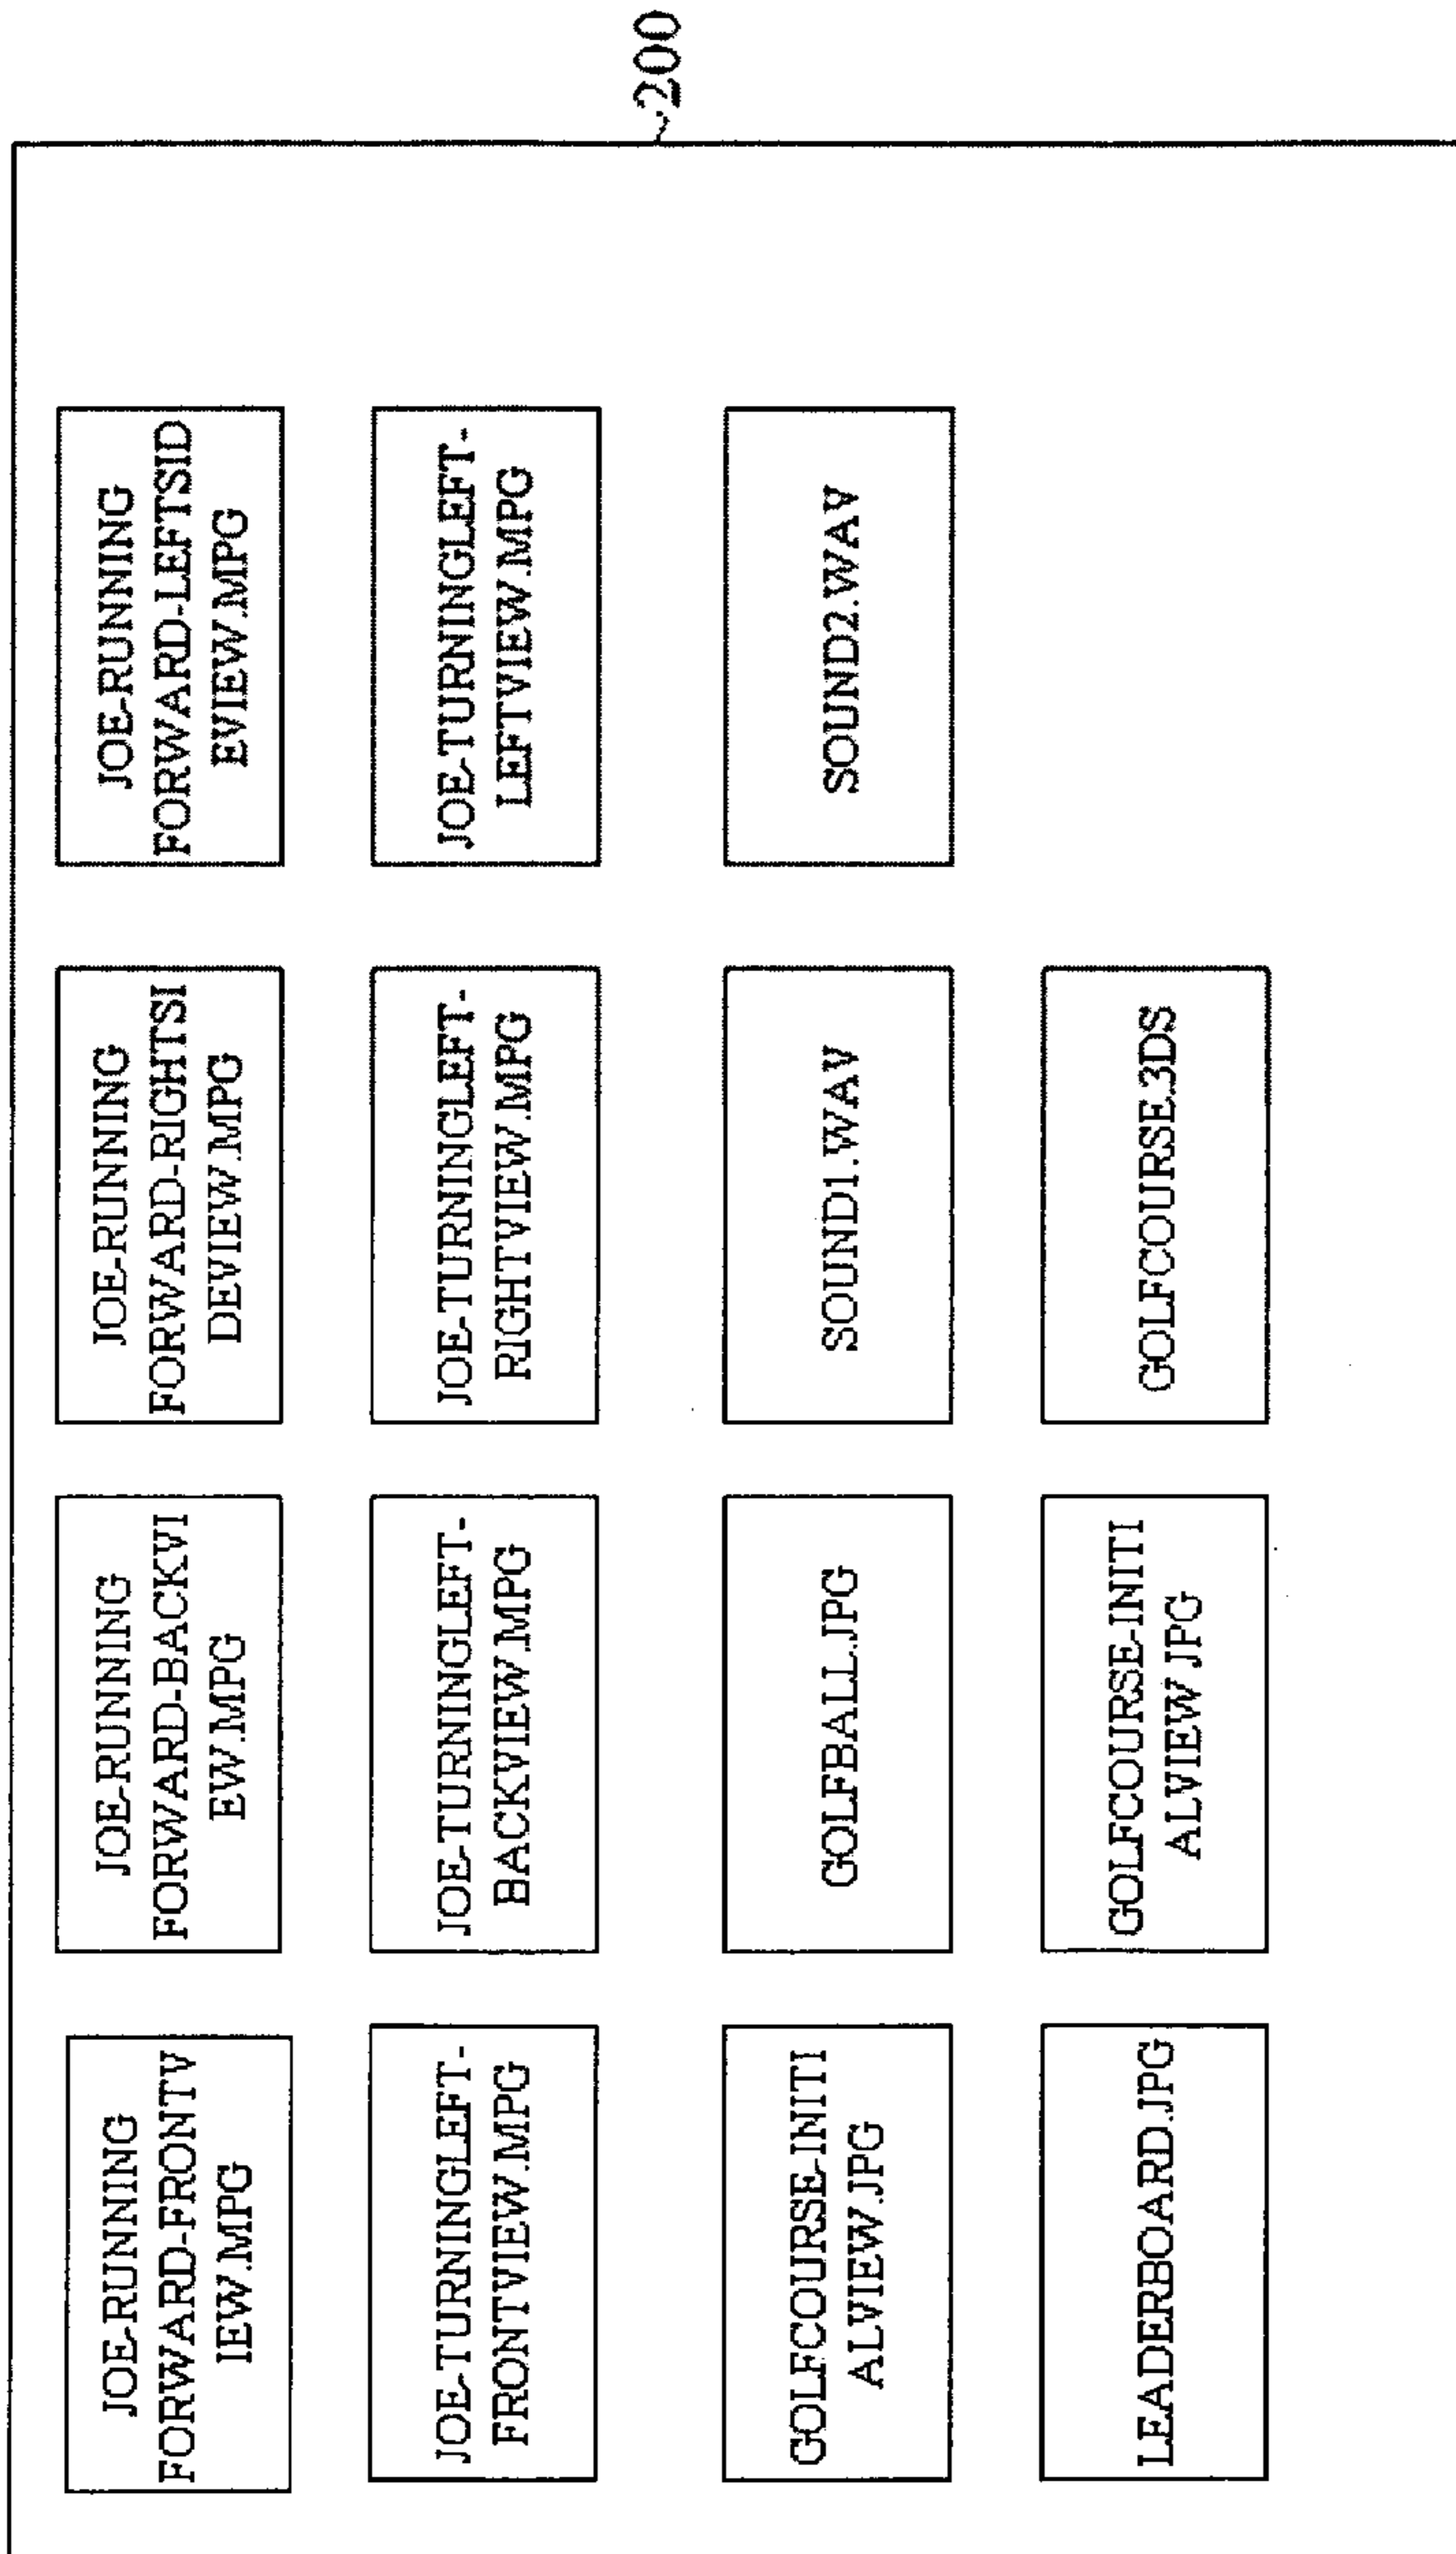 JOE-RUNNING
FORWARD-FRONTV
IEW.MPG
JOE-RUNNING
FORWARD-BACKVI
EW.MPG
JOE-RUNNING
FORWARD-RIGHTSI
DEVIEW.MPG
JOE-RUNNING
FORWARD-LEFTSID
EVIEW.MPG
JOE-TURNINGLEFT-
FRONTVIEW.MPG
JOE-TURNINGLEFT-
BACKVIEW.MPG
JOE-TURNINGLEFT-
RIGHTVIEW.MPG
JOE-TURNINGLEFT-
LEFTVIEW.MPG
GOLFCOURSE-INITI
ALVIEW.JPG
GOLFBALL.JPG
SOUND1.WAV
SOUND2.WAV
LEADERBOARD.JPG
GOLFCOURSE-INITI
ALVIEW.JPG
GOLFCOURSE.3DS
200